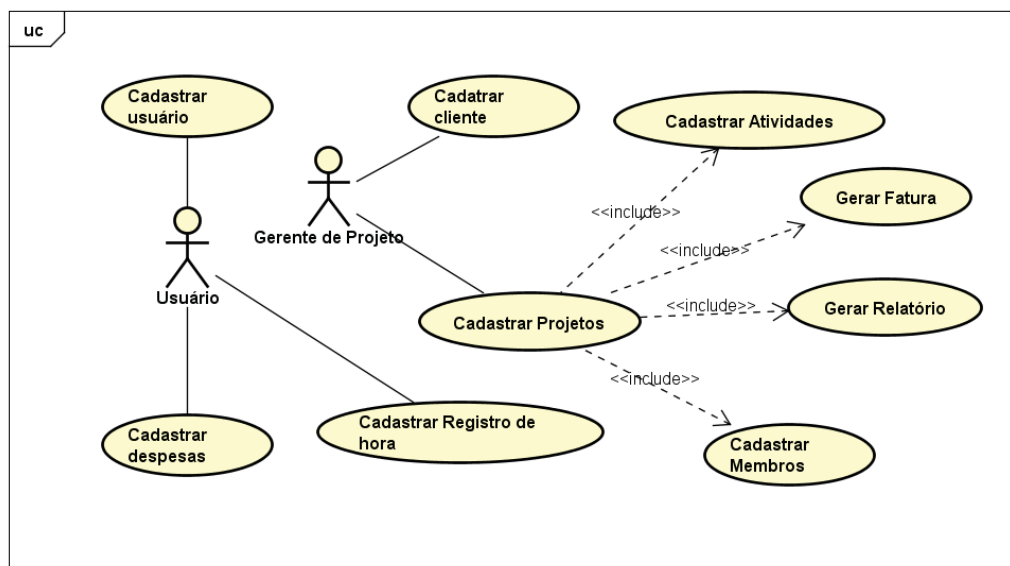 uc
Cadastrar
usuário
Cadatrar
cliente
Cadastrar Atividades
Gerar Fatura
<<include>>
Gerente de Projeto
<<include>>
Usuário
Cadastrar Projetos
<<include>>
Gerar Relatório
<<include>>
Cadastrar
despesas
Cadastrar Registro de
hora
Cadastrar
Membros